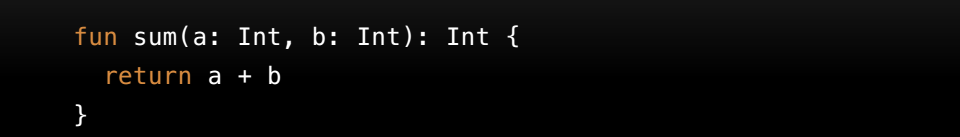 fun sum(a: Int, b: Int): Int {
  return a + b
}